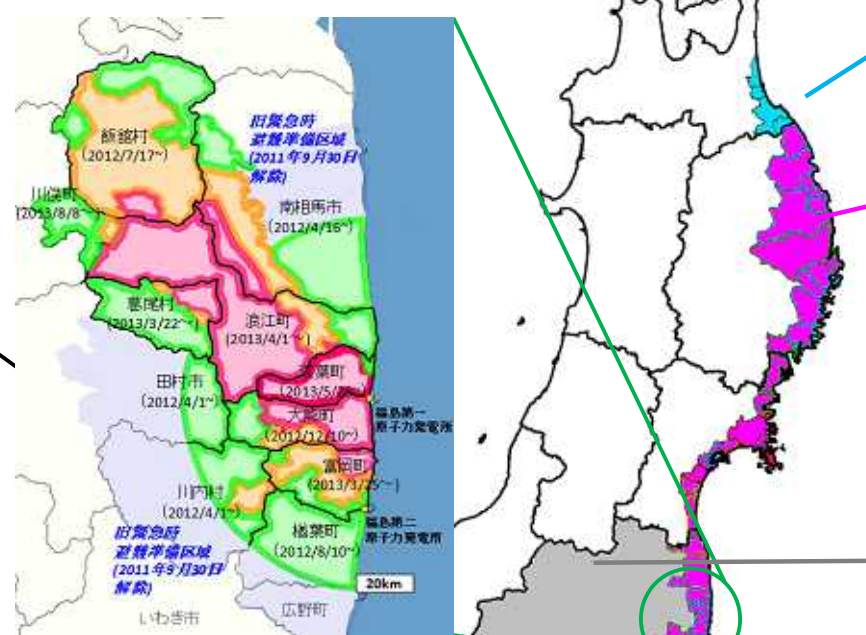 旧緊急時
避難準備区域
(2011年9月30日
解除)
飯舘村
(2012/7/17~)
川俣町
(2013/8/8~)
南相馬市
(2012/4/16~)
葛尾村
(2013/3/22~)
浪江町
(2013/4/1~)
田村市
(2012/4/1~)
双葉町
大熊町
(2012/12/10~)
福島第一
原子力発電所
富岡町
(2013/3/25~)
川内村
(2012/4/1~)
楢葉町
(2012/8/10~)
福島第二
原子力発電所
旧緊急時
避難準備区域
(2011年9月30日
解除)
20km
いわき市
広野町